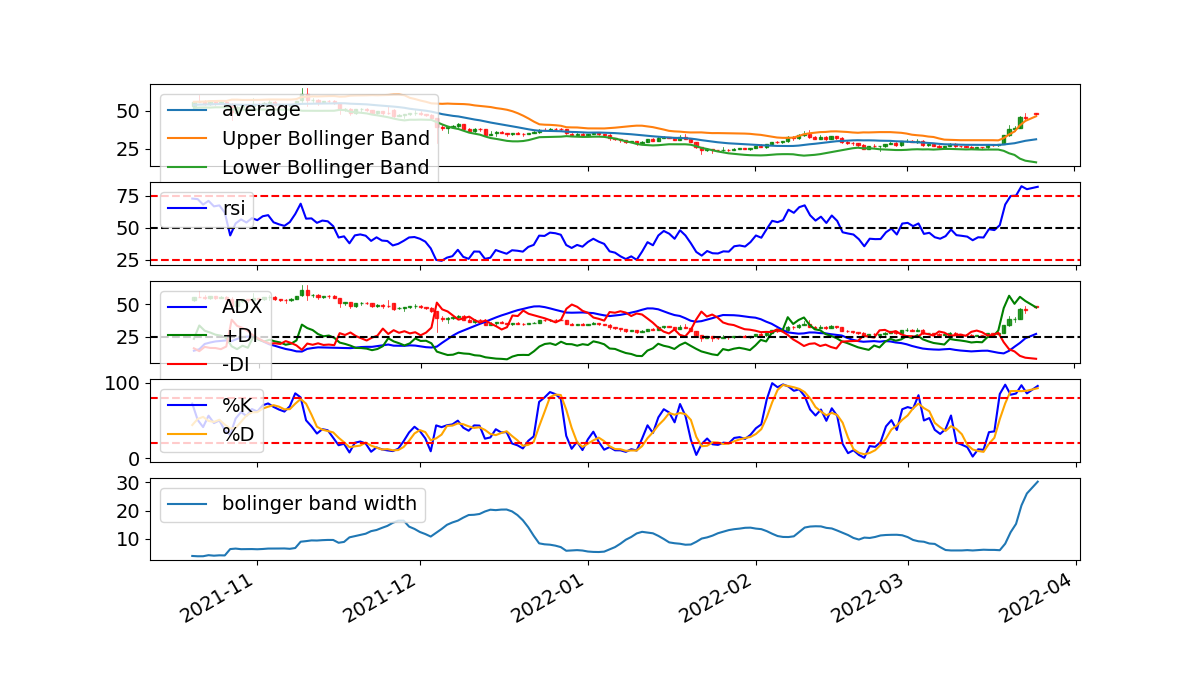 50
25
average
Upper Bollinger Band
Lower Bollinger Band
75
50
25
rsi
50
25
ADX
+DI
-DI
100
0
%K
%D
30
20
10
bolinger band width
2021-11
2021-12
2022-01
2022-02
2022-03
2022-04